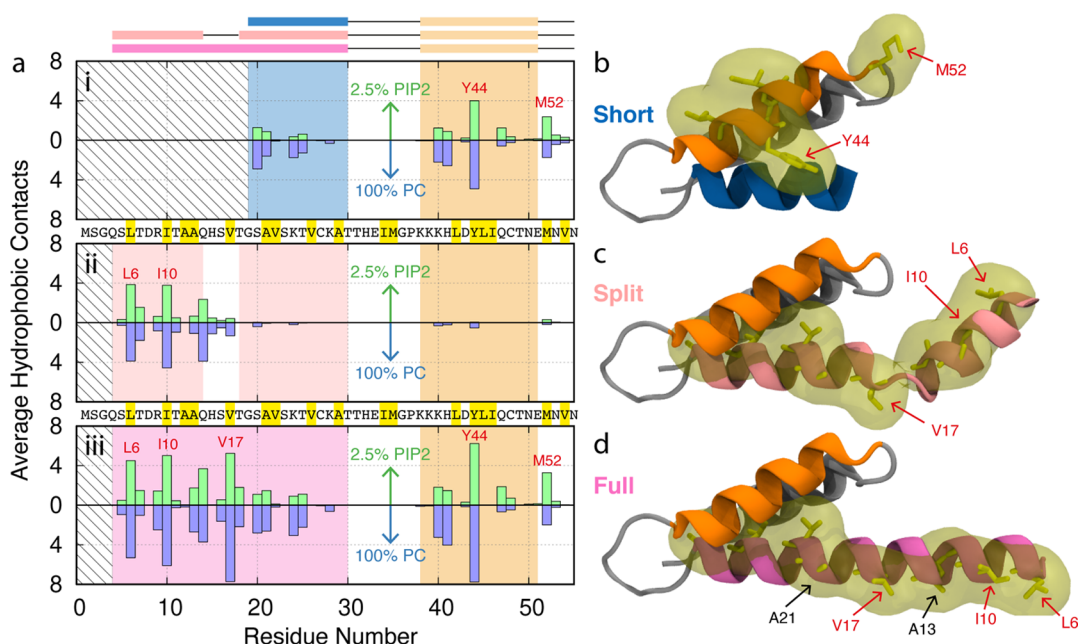 a
Average Hydrophobic Contacts
i
8
4
0
4
8
2.5% PIP2
100% PC
Y44
M52
MSGQSLTDRITAAQHSVTGSAVSKTVCKATTHEIMGPKKKHLDYLIQCTNEMNVN
ii
8
4
0
4
8
L6
I10
2.5% PIP2
100% PC
MSGQSLTDRITAAQHSVTGSAVSKTVCKATTHEIMGPKKKHLDYLIQCTNEMNVN
iii
8
4
0
4
8
L6
I10
V17
2.5% PIP2
100% PC
Y44
M52
0 10 20 30 40 50
Residue Number
b
Short
M52
Y44
c
Split
L6
I10
V17
d
Full
A21
V17
A13
I10
L6